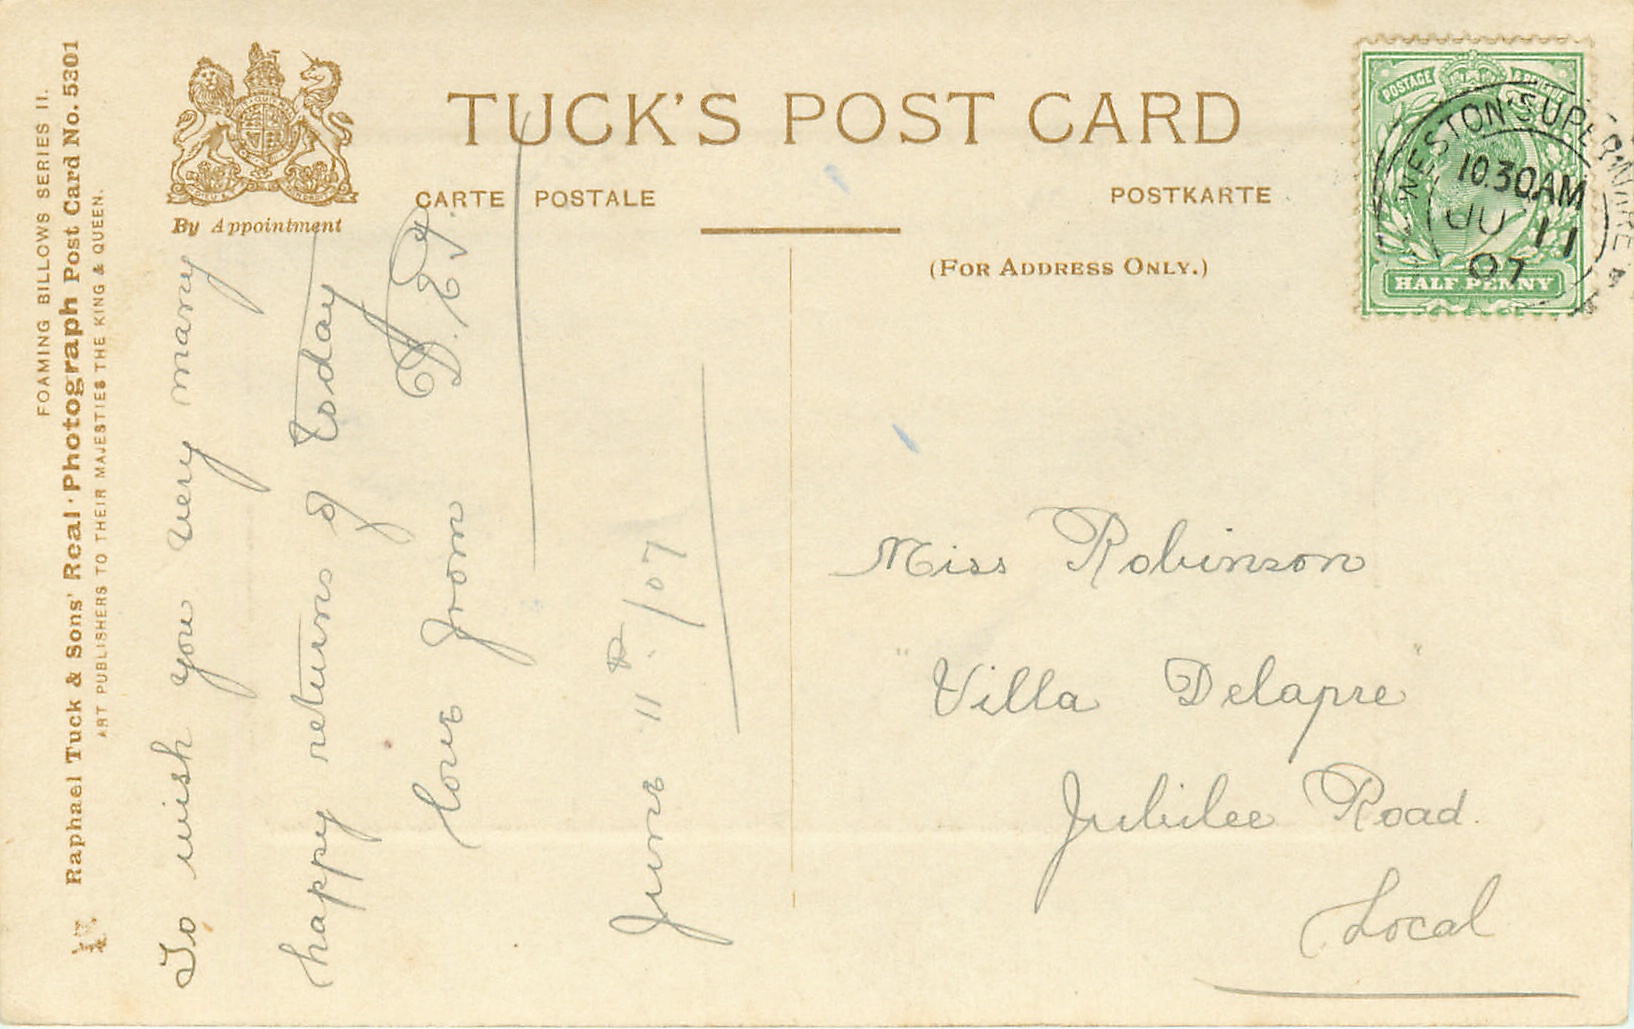 FOAMING BILLOWS SERIES II.
Raphael Tuck & Sons' Real·Photograph Post Card No. 5301
ART PUBLISHERS TO THEIR MAJESTIES THE KING & QUEEN.
By Appointment
TUCK'S POST CARD
CARTE POSTALE
POSTKARTE
(FOR ADDRESS ONLY.)
POSTAGE
REVENUE
HALF PENNY
WESTON-SUPER-MARE
10.30AM
JU 11
07
To wish you very many
happy returns of today
love from
June 11th/07
Miss Robinson
"Villa Delapre"
Jubilee Road.
Local